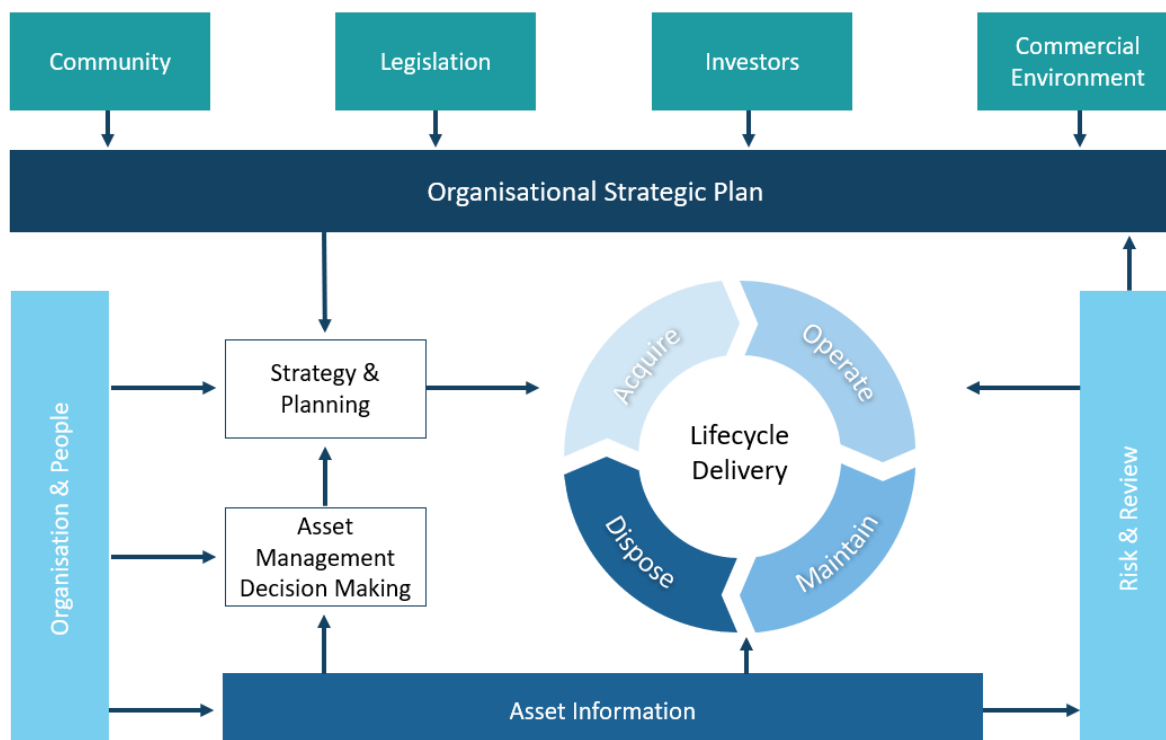 Community
Legislation
Investors
Commercial
Environment
Organisational Strategic Plan
Organisation & People
Strategy &
Planning
Asset
Management
Decision Making
Acquire
Operate
Lifecycle
Delivery
Dispose
Maintain
Risk & Review
Asset Information